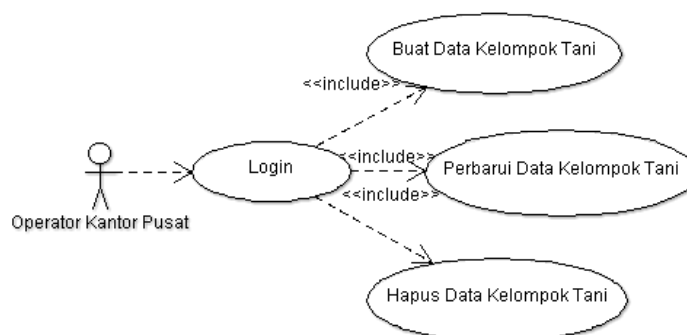 Buat Data Kelompok Tani
<<include>>
Login
<<include>>
Perbarui Data Kelompok Tani
<<include>>
Operator Kantor Pusat
Hapus Data Kelompok Tani